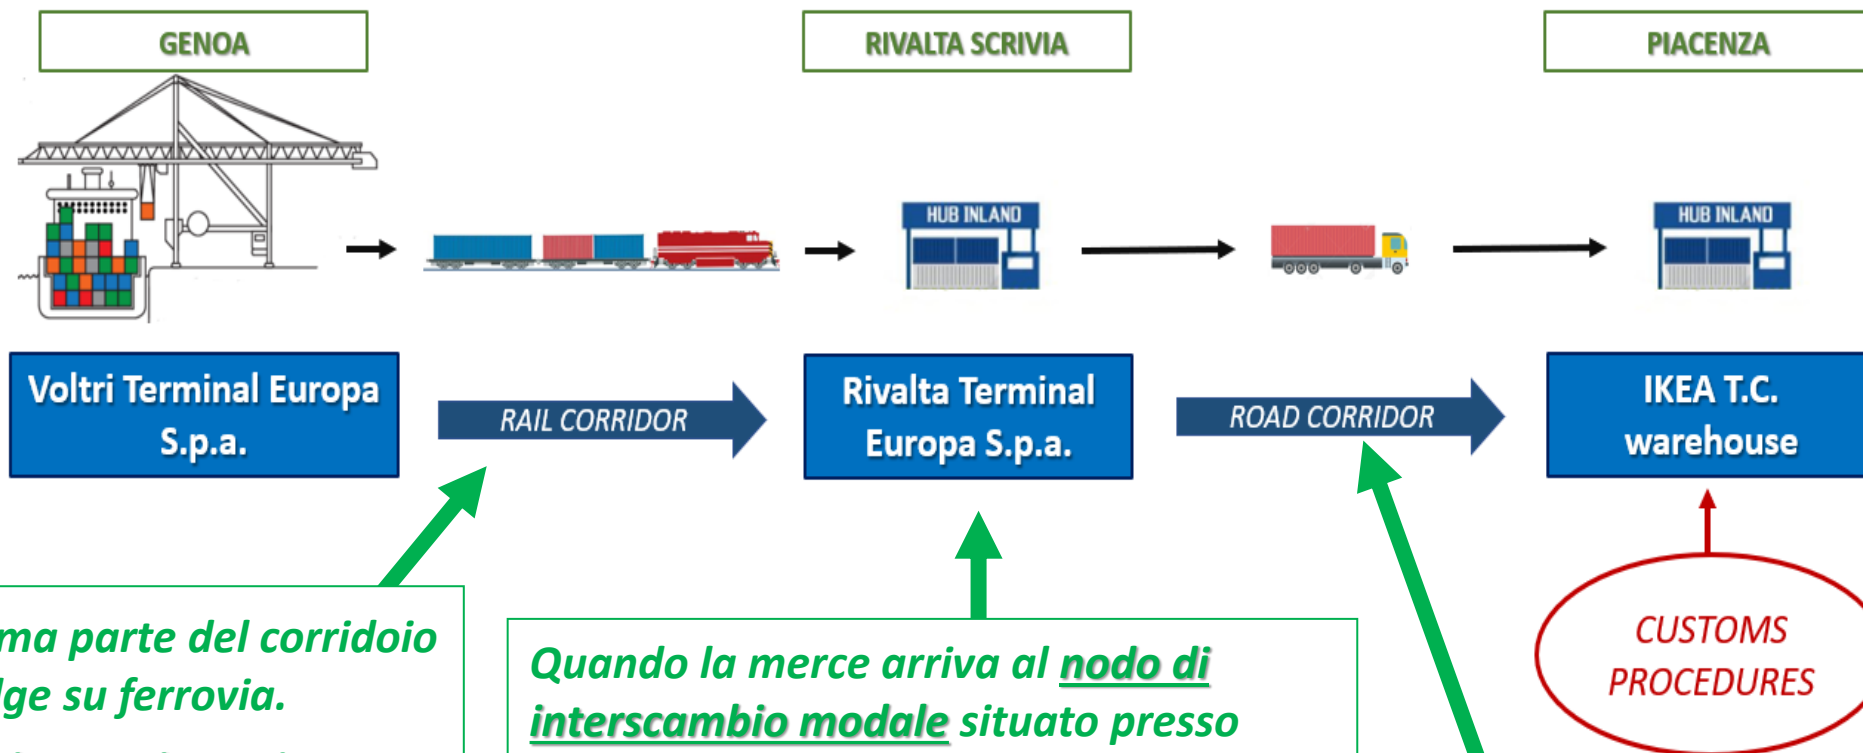 GENOA
RIVALTA SCRIVIA
PIACENZA
HUB INLAND
HUB INLAND
Voltri Terminal Europa
S.p.a.
RAIL CORRIDOR
Rivalta Terminal
Europa S.p.a.
ROAD CORRIDOR
IKEA T.C.
warehouse
parte del corridoio
su ferrovia.
Quando la merce arriva al nodo di
interscambio modale situato presso
CUSTOMS
PROCEDURES